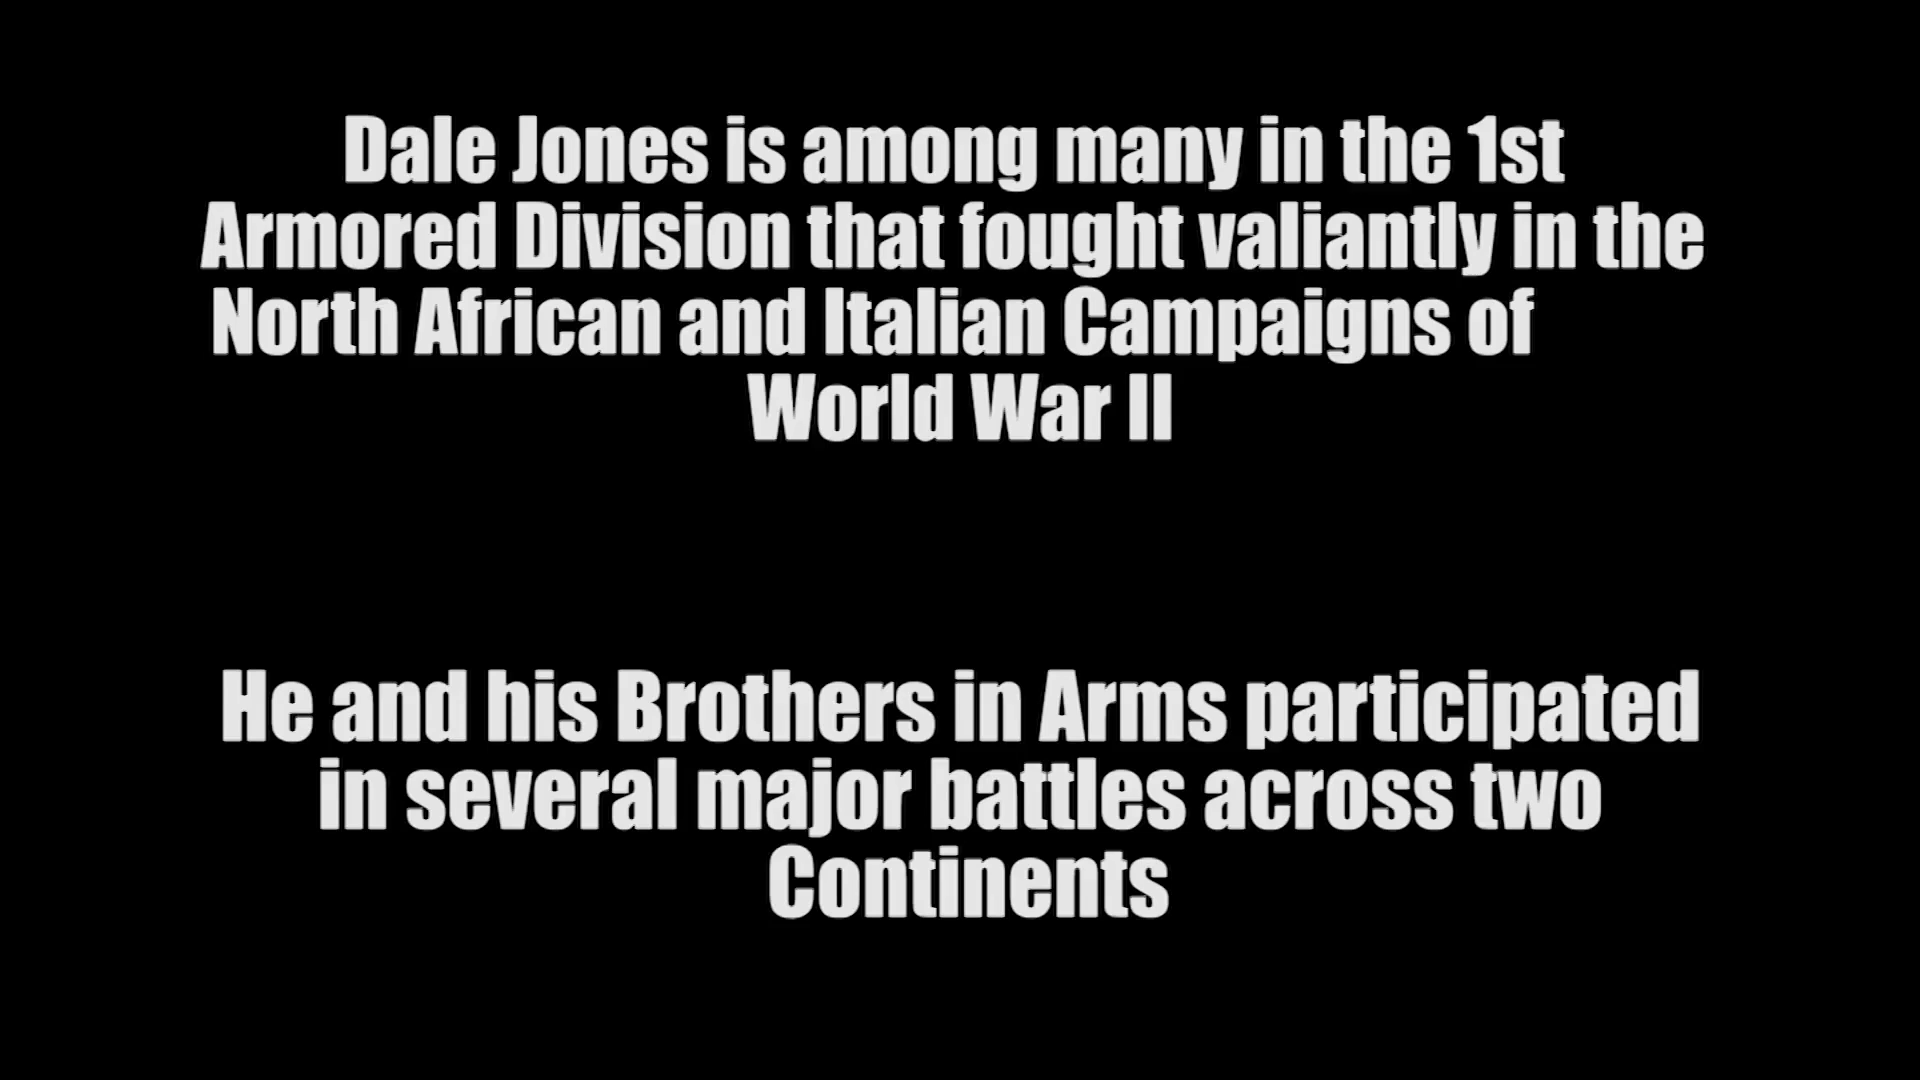 Dale Jones is among many in the 1st
Armored Division that fought valiantly in the
North African and Italian Campaigns of
World War II
He and his Brothers in Arms participated
in several major battles across two
Continents